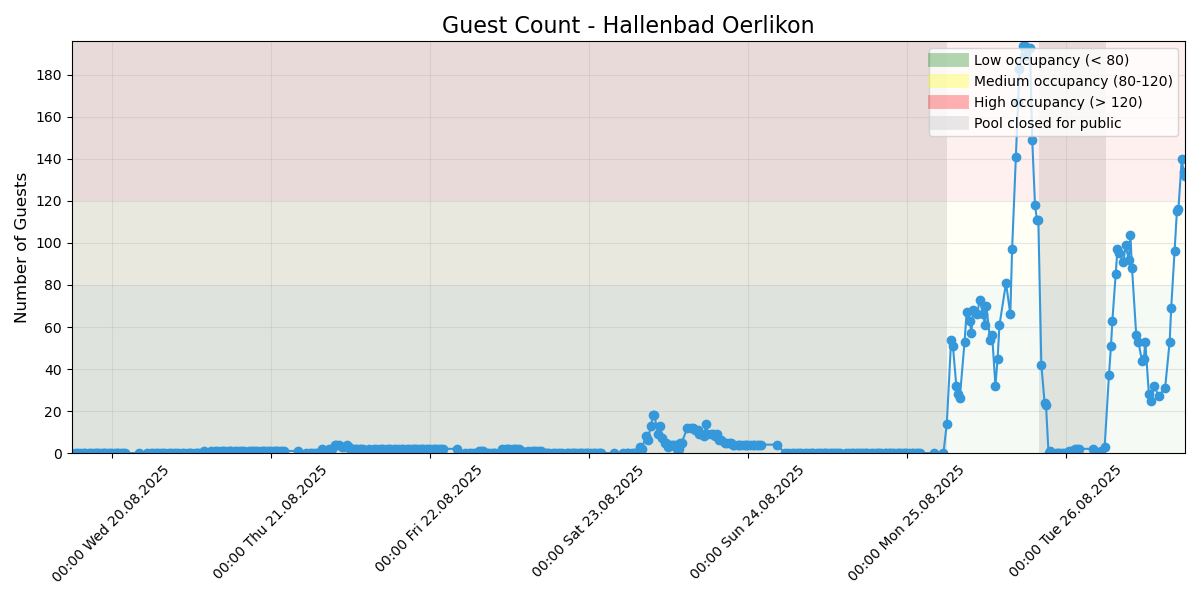 Guest Count - Hallenbad Oerlikon
Number of Guests
180
160
140
120
100
80
60
40
20
0
Low occupancy (< 80)
Medium occupancy (80-120)
High occupancy (> 120)
Pool closed for public
00:00 Wed 20.08.2025
00:00 Thu 21.08.2025
00:00 Fri 22.08.2025
00:00 Sat 23.08.2025
00:00 Sun 24.08.2025
00:00 Mon 25.08.2025
00:00 Tue 26.08.2025